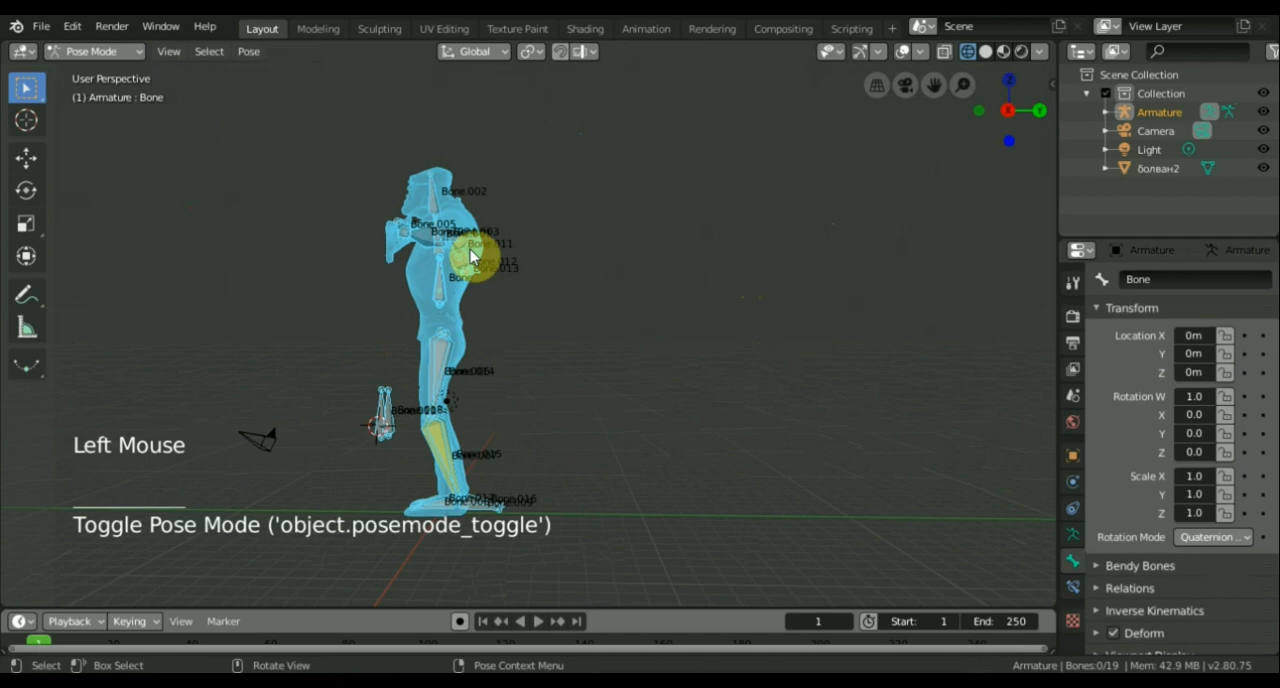 File Edit Render Window Help Layout Modeling Sculpting UV Editing Texture Paint Shading Animation Rendering Compositing Scripting + Scene View Layer
Pose Mode View Select Pose Global
User Perspective
(1) Armature : Bone
Z
X
Y
Scene Collection
Collection
Armature
Camera
Light
болван2
Bone.002
Bone.005
Bone.011
Bone.013
Armature Armature
Bone
Transform
Location X 0m
Y 0m
Z 0m
Rotation W 1.0
X 0.0
Y 0.0
Z 0.0
Scale X 1.0
Y 1.0
Z 1.0
Rotation Mode Quaternion ..
Bendy Bones
Relations
Inverse Kinematics
Deform
Left Mouse
Toggle Pose Mode ('object.posemode_toggle')
Playback Keying View Marker 1 Start: 1 End: 250
1
Select Box Select Rotate View Pose Context Menu Armature | Bones:0/19 | Mem: 42.9 MB | v2.80.75